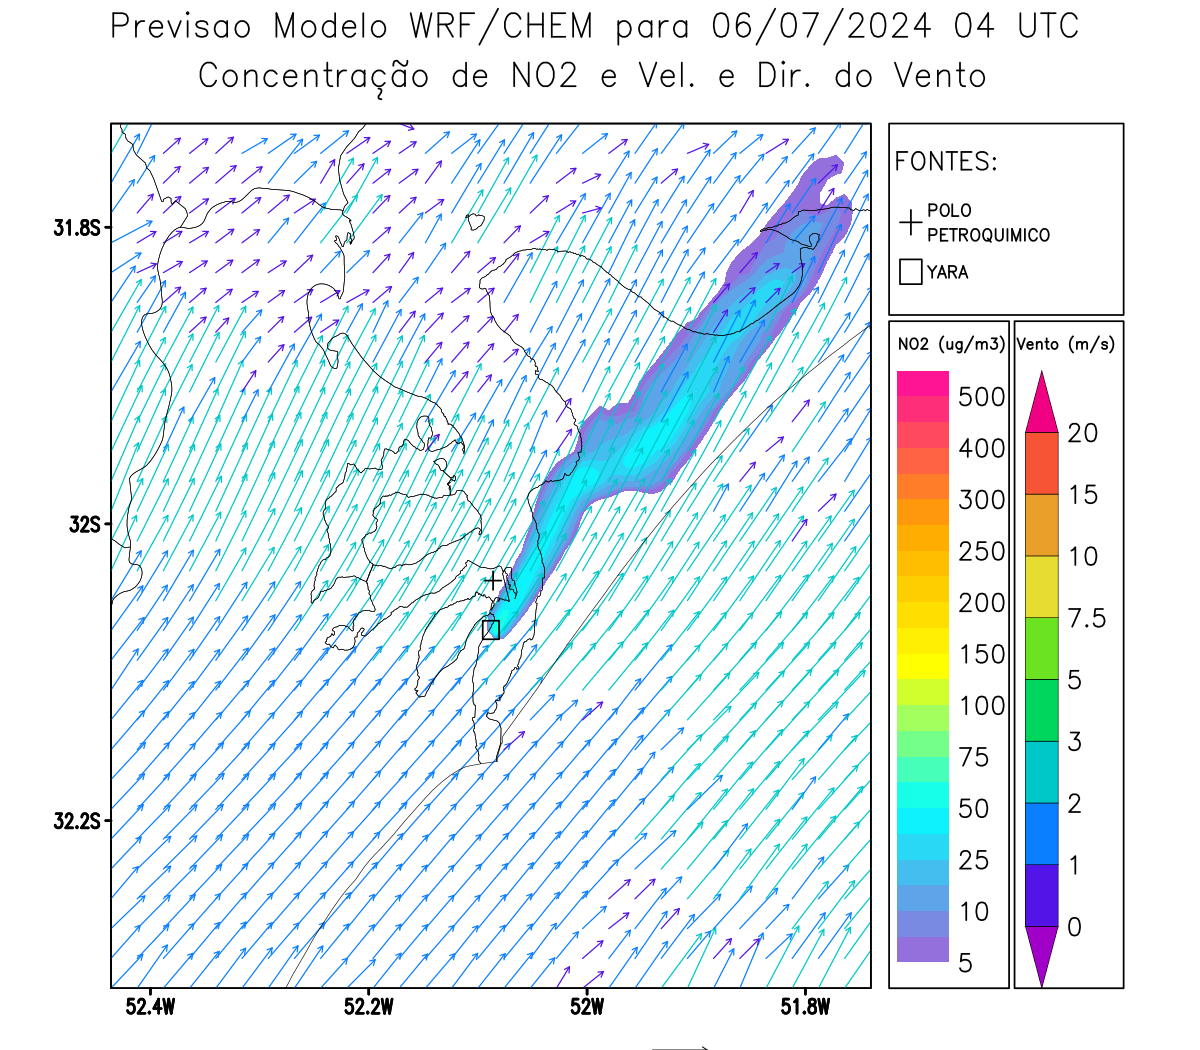 Previsao Modelo WRF/CHEM para 06/07/2024 04 UTC
Concentração de NO2 e Vel. e Dir. do Vento
FONTES:
POLO
PETROQUIMICO
YARA
31.8S
32S
32.2S
52.4W
52.2W
52W
51.8W
NO2 (ug/m3)
500
400
300
250
200
150
100
75
50
25
10
5
Vento (m/s)
20
15
10
7.5
5
3
2
1
0